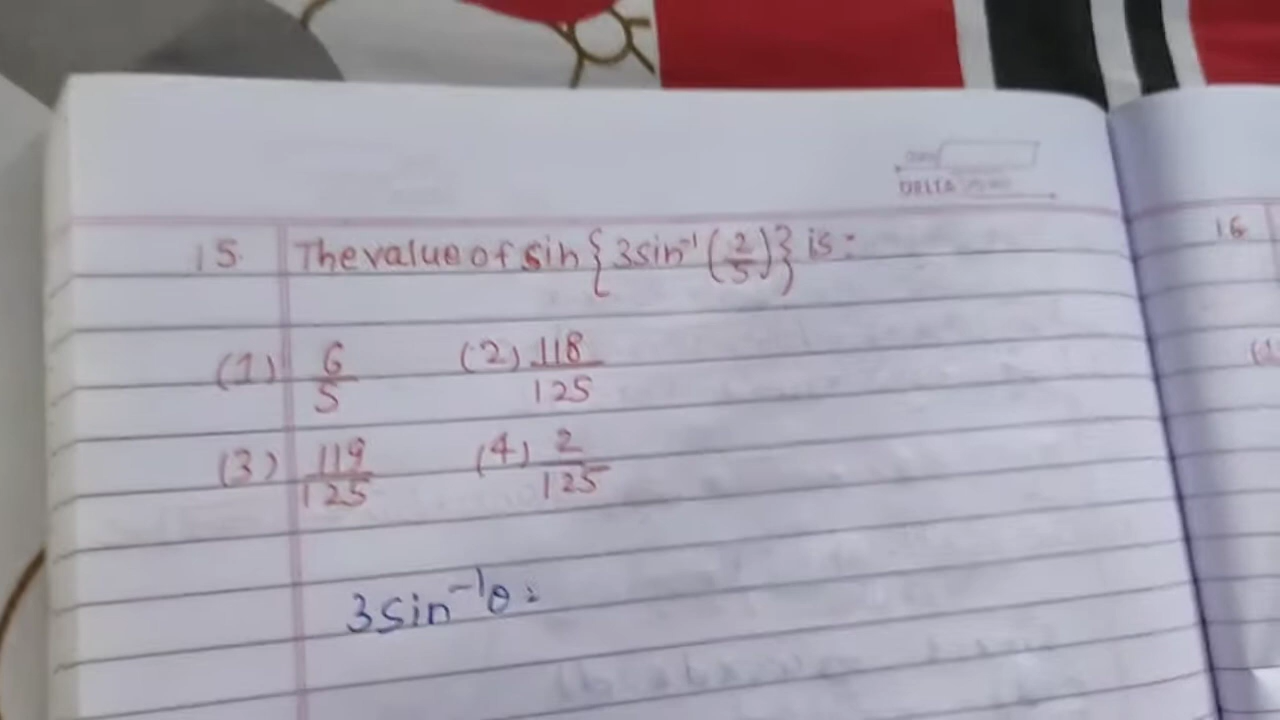 DELTA
15. The value of sin {3sin⁻¹ (2/5)} is :
16
(1) 6/5 (2) 118/125
(3) 119/125 (4) 2/125
3sin⁻¹θ =